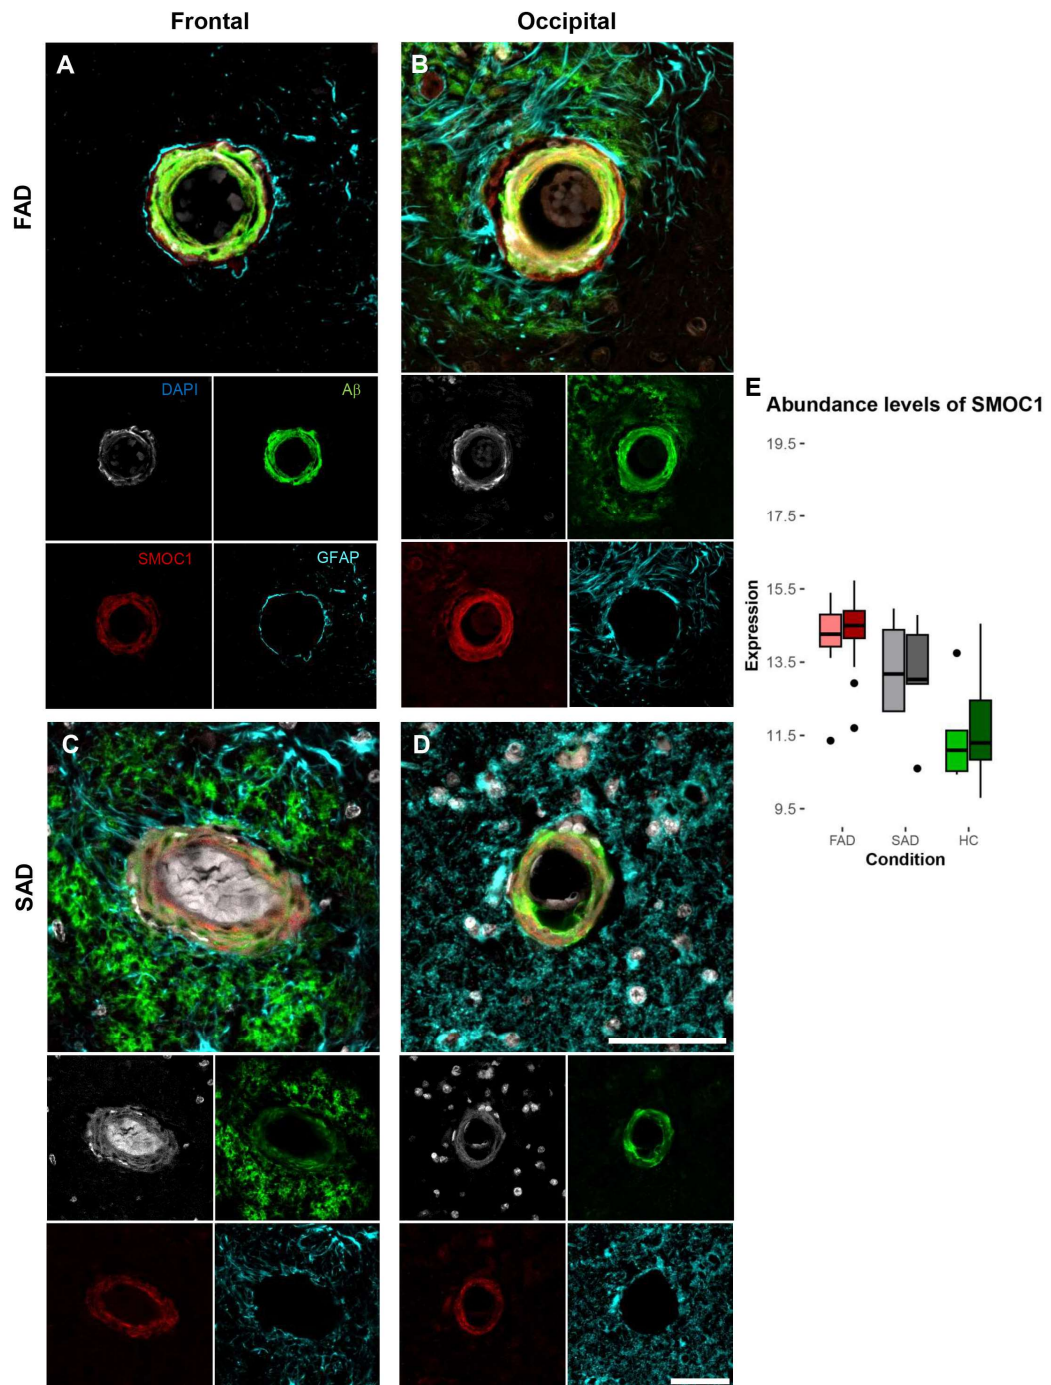 Frontal
Occipital
FAD
A
B
DAPI
Aβ
SMOC1
GFAP
E
Abundance levels of SMOC1
19.5
17.5
15.5
13.5
11.5
9.5
Expression
FAD
SAD
HC
Condition
SAD
C
D